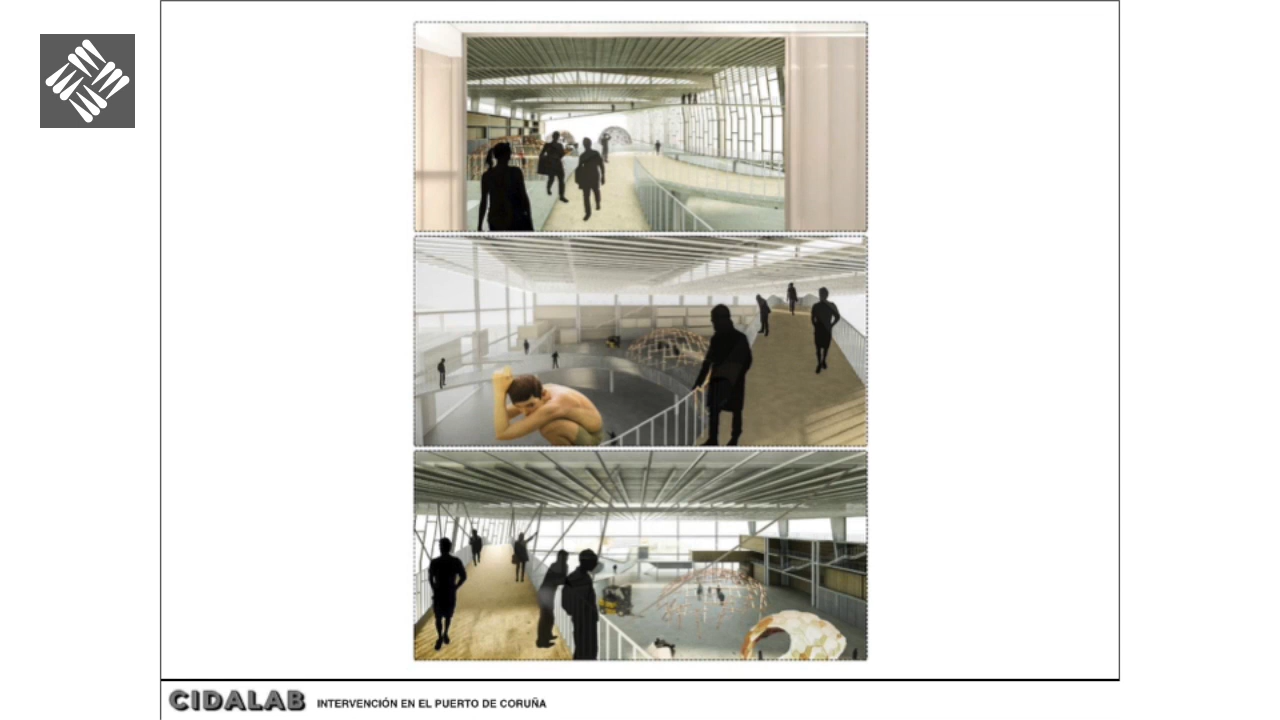 CIDALAB INTERVENCIÓN EN EL PUERTO DE CORUÑA